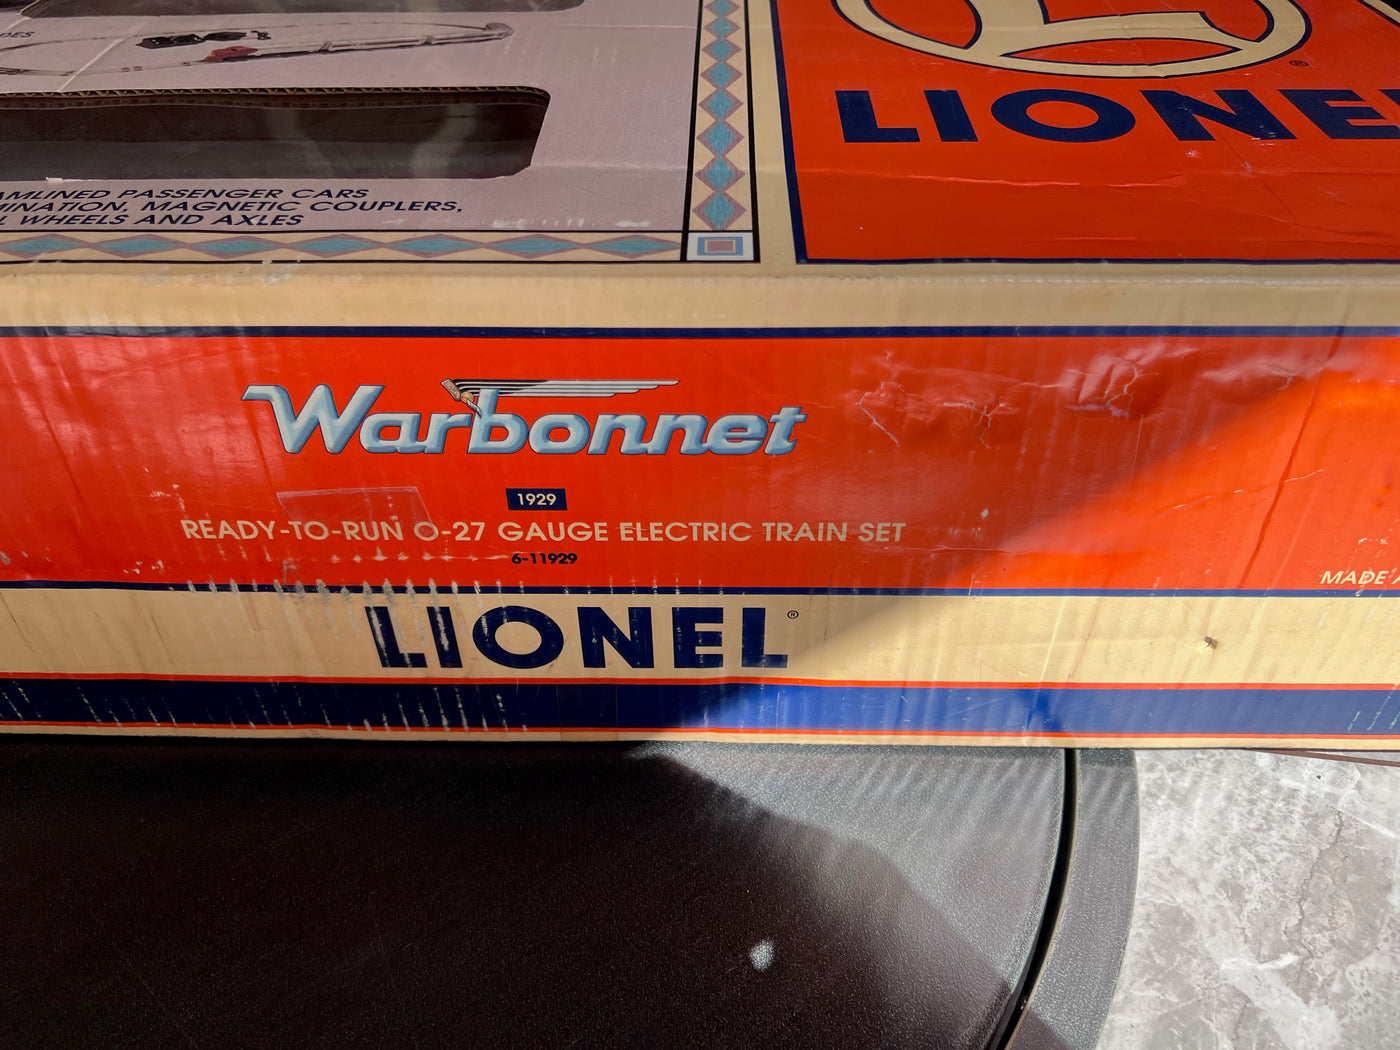 DES
LIONE
AMLINED PASSENGER CARS
MINATION, MAGNETIC COUPLERS,
L WHEELS AND AXLES
Warbonnet
1929
READY-TO-RUN O-27 GAUGE ELECTRIC TRAIN SET
6-11929
MADE A
LIONEL®